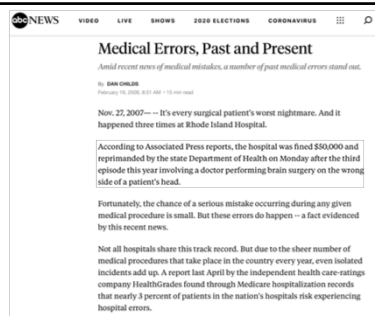 abc NEWS VIDEO LIVE SHOWS 2020 ELECTIONS CORONAVIRUS
Medical Errors, Past and Present
Amid recent news of medical mistakes, a number of past medical errors stand out.
By DAN CHILDS
8:51 AM • 15 min read
Nov. 27, 2007— -- It's every surgical patient's worst nightmare. And it
happened three times at Rhode Island Hospital.
According to Associated Press reports, the hospital was fined $50,000 and
reprimanded by the state Department of Health on Monday after the third
episode this year involving a doctor performing brain surgery on the wrong
side of a patient's head.
Fortunately, the chance of a serious mistake occurring during any given
medical procedure is small. But these errors do happen -- a fact evidenced
by this recent news.
Not all hospitals share this track record. But due to the sheer number of
medical procedures that take place in the country every year, even isolated
incidents add up. A report last April by the independent health care-ratings
company HealthGrades found through Medicare hospitalization records
that nearly 3 percent of patients in the nation's hospitals risk experiencing
hospital errors.